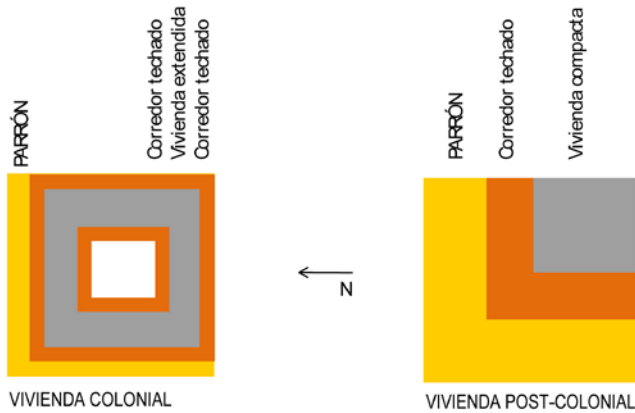 PARRÓN
Corredor techado
Vivienda extendida
Corredor techado
PARRÓN
Corredor techado
Vivienda compacta
N
VIVIENDA COLONIAL
VIVIENDA POST-COLONIAL